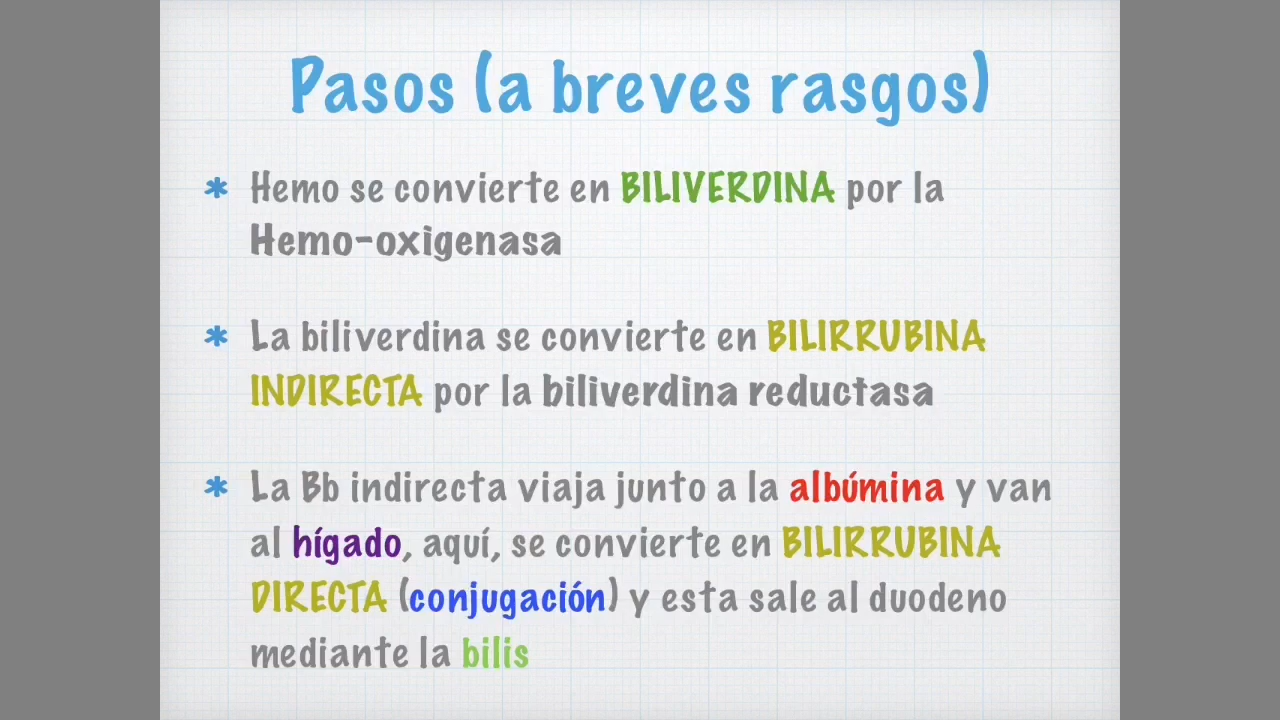 Pasos (a breves rasgos)
* Hemo se convierte en BILIVERDINA por la
Hemo-oxigenasa
* La biliverdina se convierte en BILIRRUBINA
INDIRECTA por la biliverdina reductasa
* La Bb indirecta viaja junto a la albúmina y van
al hígado, aquí, se convierte en BILIRRUBINA
DIRECTA (conjugación) y esta sale al duodeno
mediante la bilis